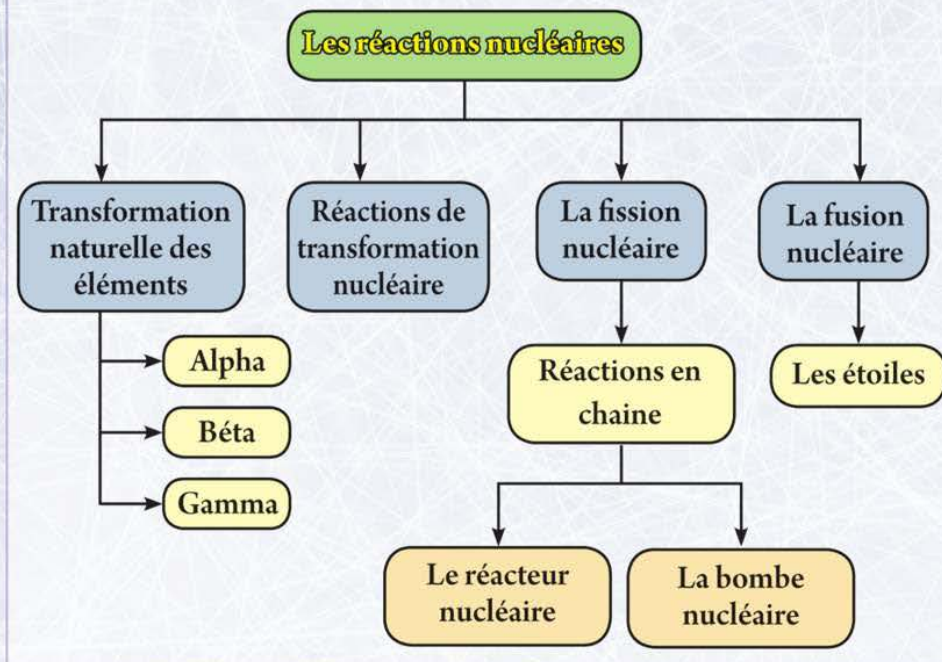 Les réactions nucléaires
Transformation
naturelle des
éléments
Réactions de
transformation
nucléaire
La fission
nucléaire
La fusion
nucléaire
Alpha
Béta
Gamma
Réactions en
chaine
Les étoiles
Le réacteur
nucléaire
La bombe
nucléaire